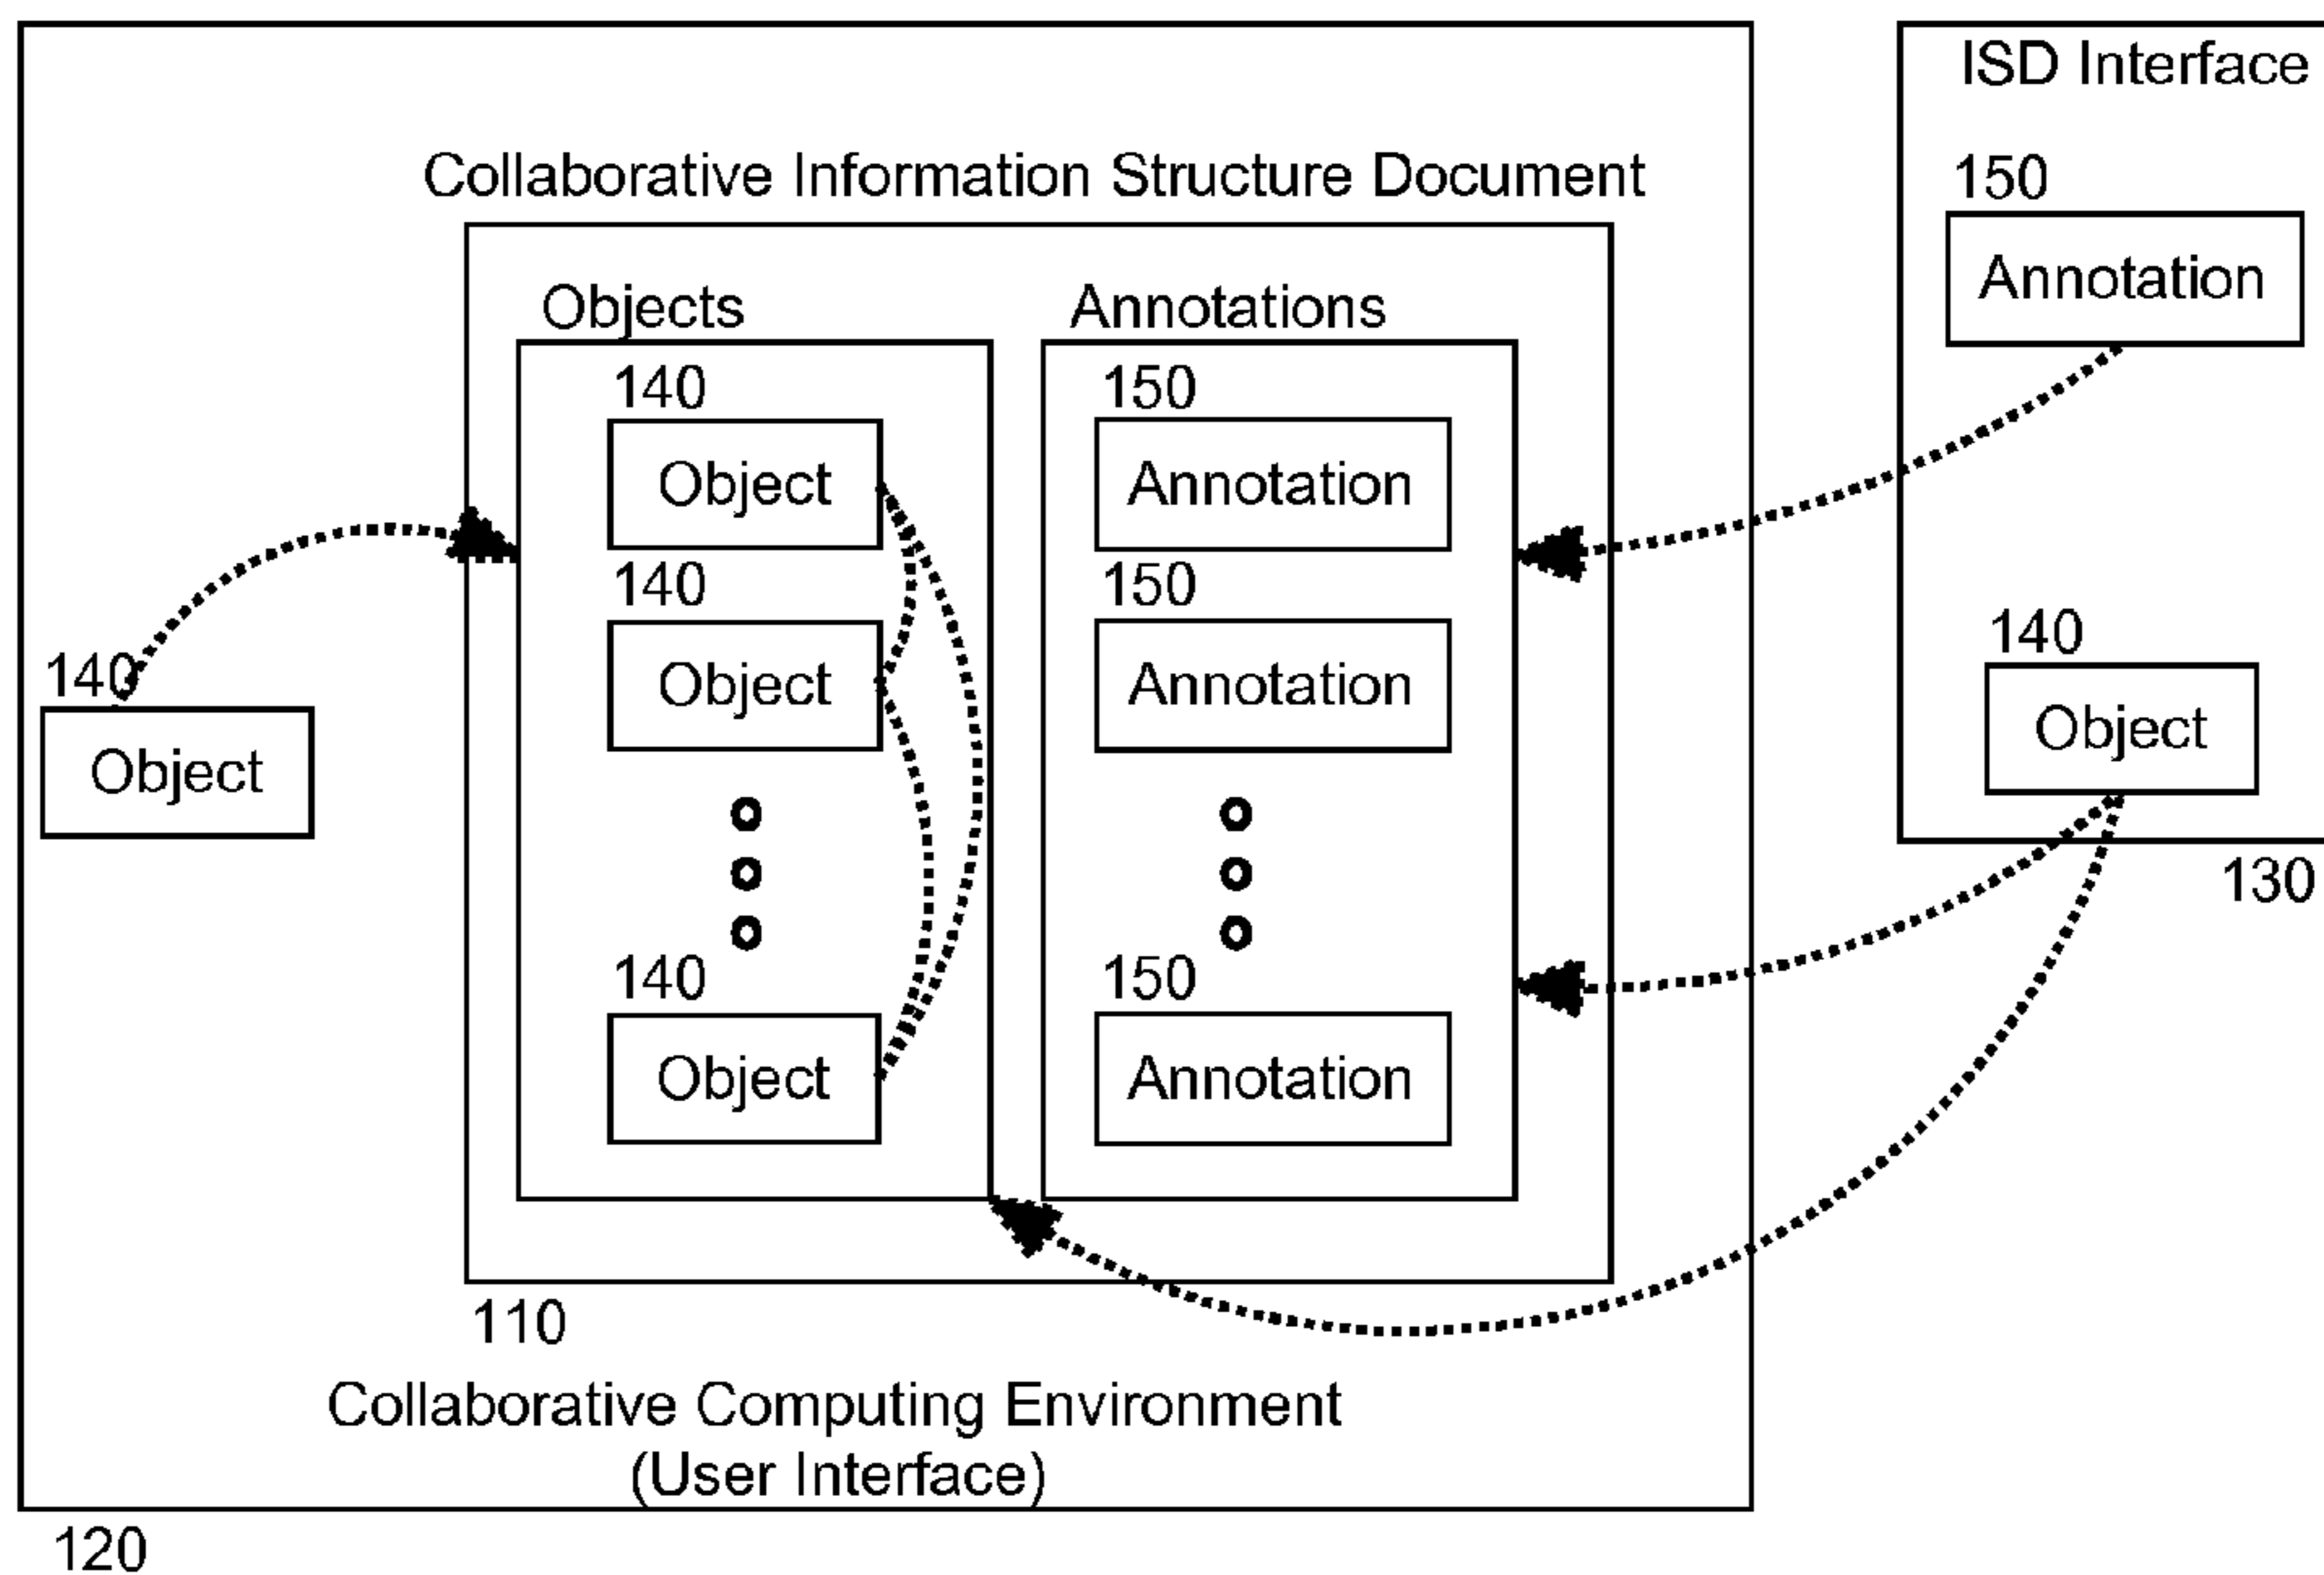 ISD Interface
Collaborative Information Structure Document
150
Annotation
Objects
Annotations
140
150
Object
Annotation
140
150
Object
Annotation
140
Object
140
Object
130
140
150
Object
Annotation
110
Collaborative Computing Environment
(User Interface)
120